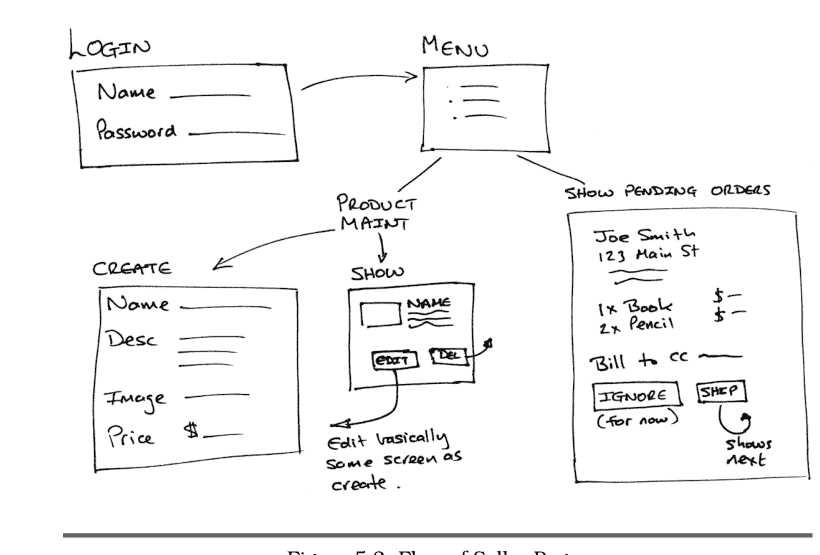 LOGIN
Name
Password
MENU
PRODUCT
MAINT
CREATE
Name
Desc
Image
Price $
SHOW
NAME
EDIT
DEL
Edit basically
some screen as
create.
SHOW PENDING ORDERS
Joe Smith
123 Main St
1x Book $
2x Pencil $
Bill to cc
IGNORE
SHIP
(for now)
Shows
next